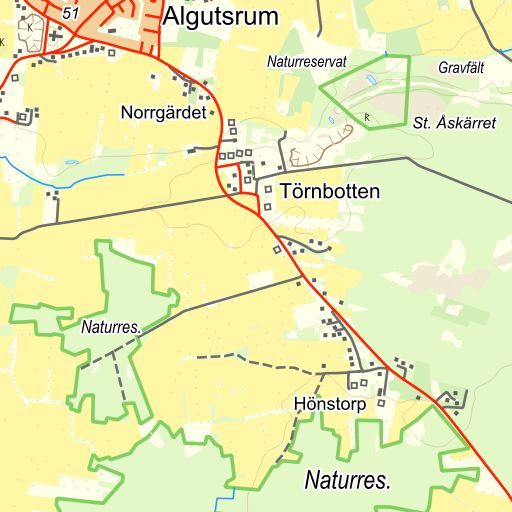 51
Algutsrum
Naturreservat
Gravfält
Norrgärdet
St. Åskärret
Törnbotten
Naturres.
Hönstorp
Naturres.